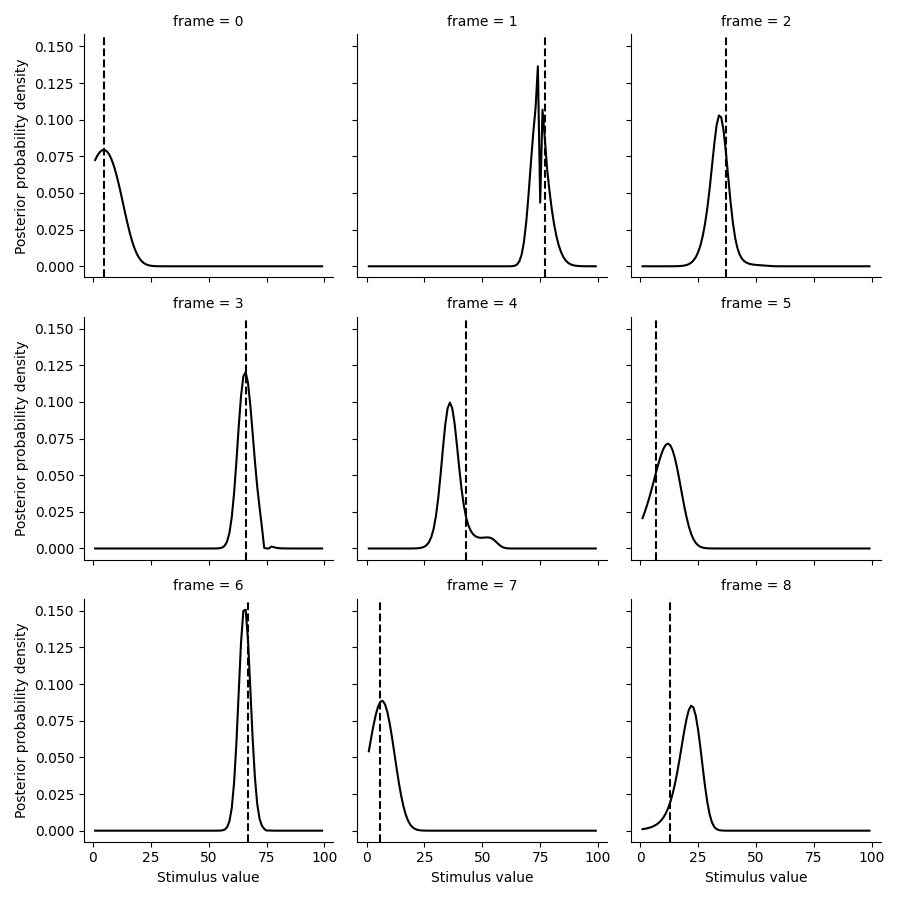 frame = 0
frame = 1
frame = 2
Posterior probability density
0.150
0.125
0.100
0.075
0.050
0.025
0.000
frame = 3
frame = 4
frame = 5
Posterior probability density
0.150
0.125
0.100
0.075
0.050
0.025
0.000
frame = 6
frame = 7
frame = 8
Posterior probability density
0.150
0.125
0.100
0.075
0.050
0.025
0.000
0 25 50 75 100
0 25 50 75 100
0 25 50 75 100
Stimulus value
Stimulus value
Stimulus value